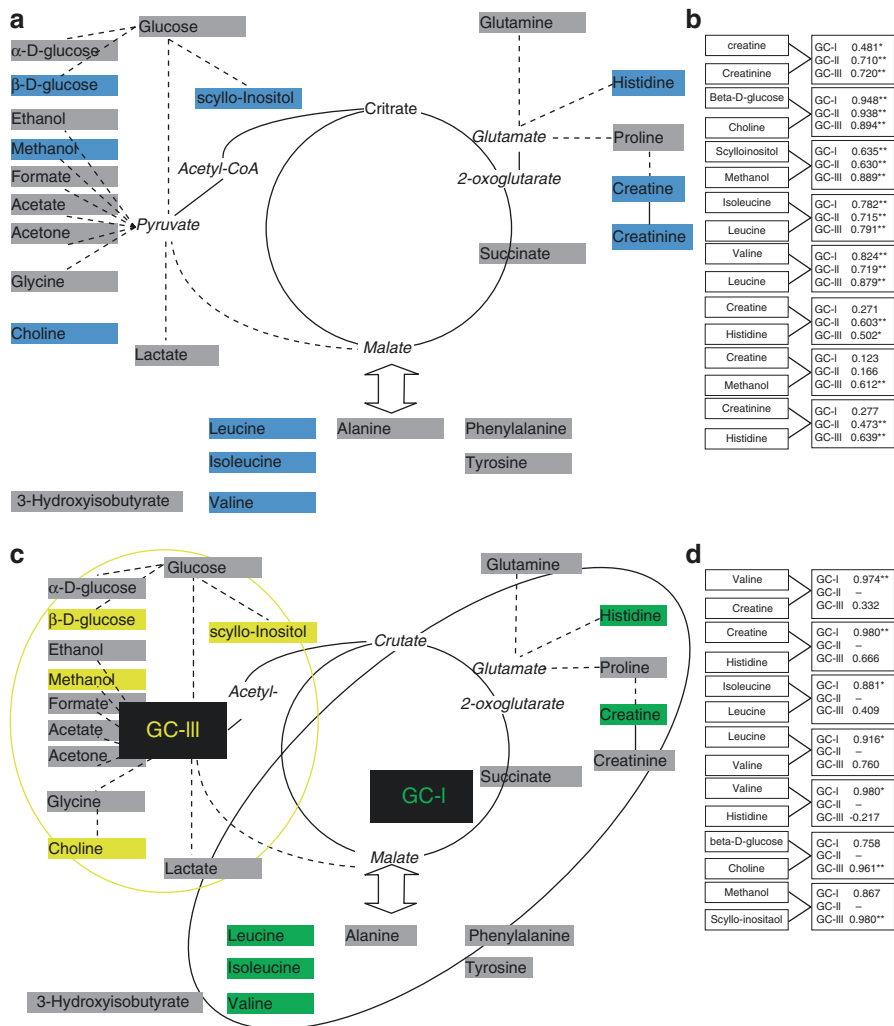 a
Glucose
α-D-glucose
β-D-glucose
scyllo-Inositol
Ethanol
Methanol
Formate
Acetate
Acetone
Glycine
Choline
Acetyl-CoA
Pyruvate
Lactate
Critrate
Glutamine
Histidine
Glutamate
Proline
2-oxoglutarate
Creatine
Creatinine
Succinate
Malate
Leucine
Alanine
Phenylalanine
Isoleucine
Tyrosine
3-Hydroxyisobutyrate
Valine
b
creatine
Creatinine
GC-I 0.481*
GC-II 0.710**
GC-III 0.720**
Beta-D-glucose
Choline
GC-I 0.948**
GC-II 0.938**
GC-III 0.894**
Scylloinositol
Methanol
GC-I 0.635**
GC-II 0.630**
GC-III 0.889**
Isoleucine
Leucine
GC-I 0.782**
GC-II 0.715**
GC-III 0.791**
Valine
Leucine
GC-I 0.824**
GC-II 0.719**
GC-III 0.879**
Creatine
Histidine
GC-I 0.271
GC-II 0.603**
GC-III 0.502*
Creatine
Methanol
GC-I 0.123
GC-II 0.166
GC-III 0.612**
Creatinine
Histidine
GC-I 0.277
GC-II 0.473**
GC-III 0.639**
c
Glucose
α-D-glucose
β-D-glucose
scyllo-Inositol
Ethanol
Methanol
Formate
Acetate
Acetone
GC-III
Acetyl-
Glycine
Choline
Lactate
Crutate
Glutamine
Histidine
Glutamate
Proline
2-oxoglutarate
Creatine
Creatinine
Succinate
GC-I
Malate
Leucine
Alanine
Phenylalanine
Isoleucine
Tyrosine
3-Hydroxyisobutyrate
Valine
d
Valine
Creatine
GC-I 0.974**
GC-II –
GC-III 0.332
Creatine
Histidine
GC-I 0.980**
GC-II –
GC-III 0.666
Isoleucine
Leucine
GC-I 0.881*
GC-II –
GC-III 0.409
Leucine
Valine
GC-I 0.916*
GC-II –
GC-III 0.760
Valine
Histidine
GC-I 0.980*
GC-II –
GC-III -0.217
beta-D-glucose
Choline
GC-I 0.758
GC-II –
GC-III 0.961**
Methanol
Scyllo-inositaol
GC-I 0.867
GC-II –
GC-III 0.980**